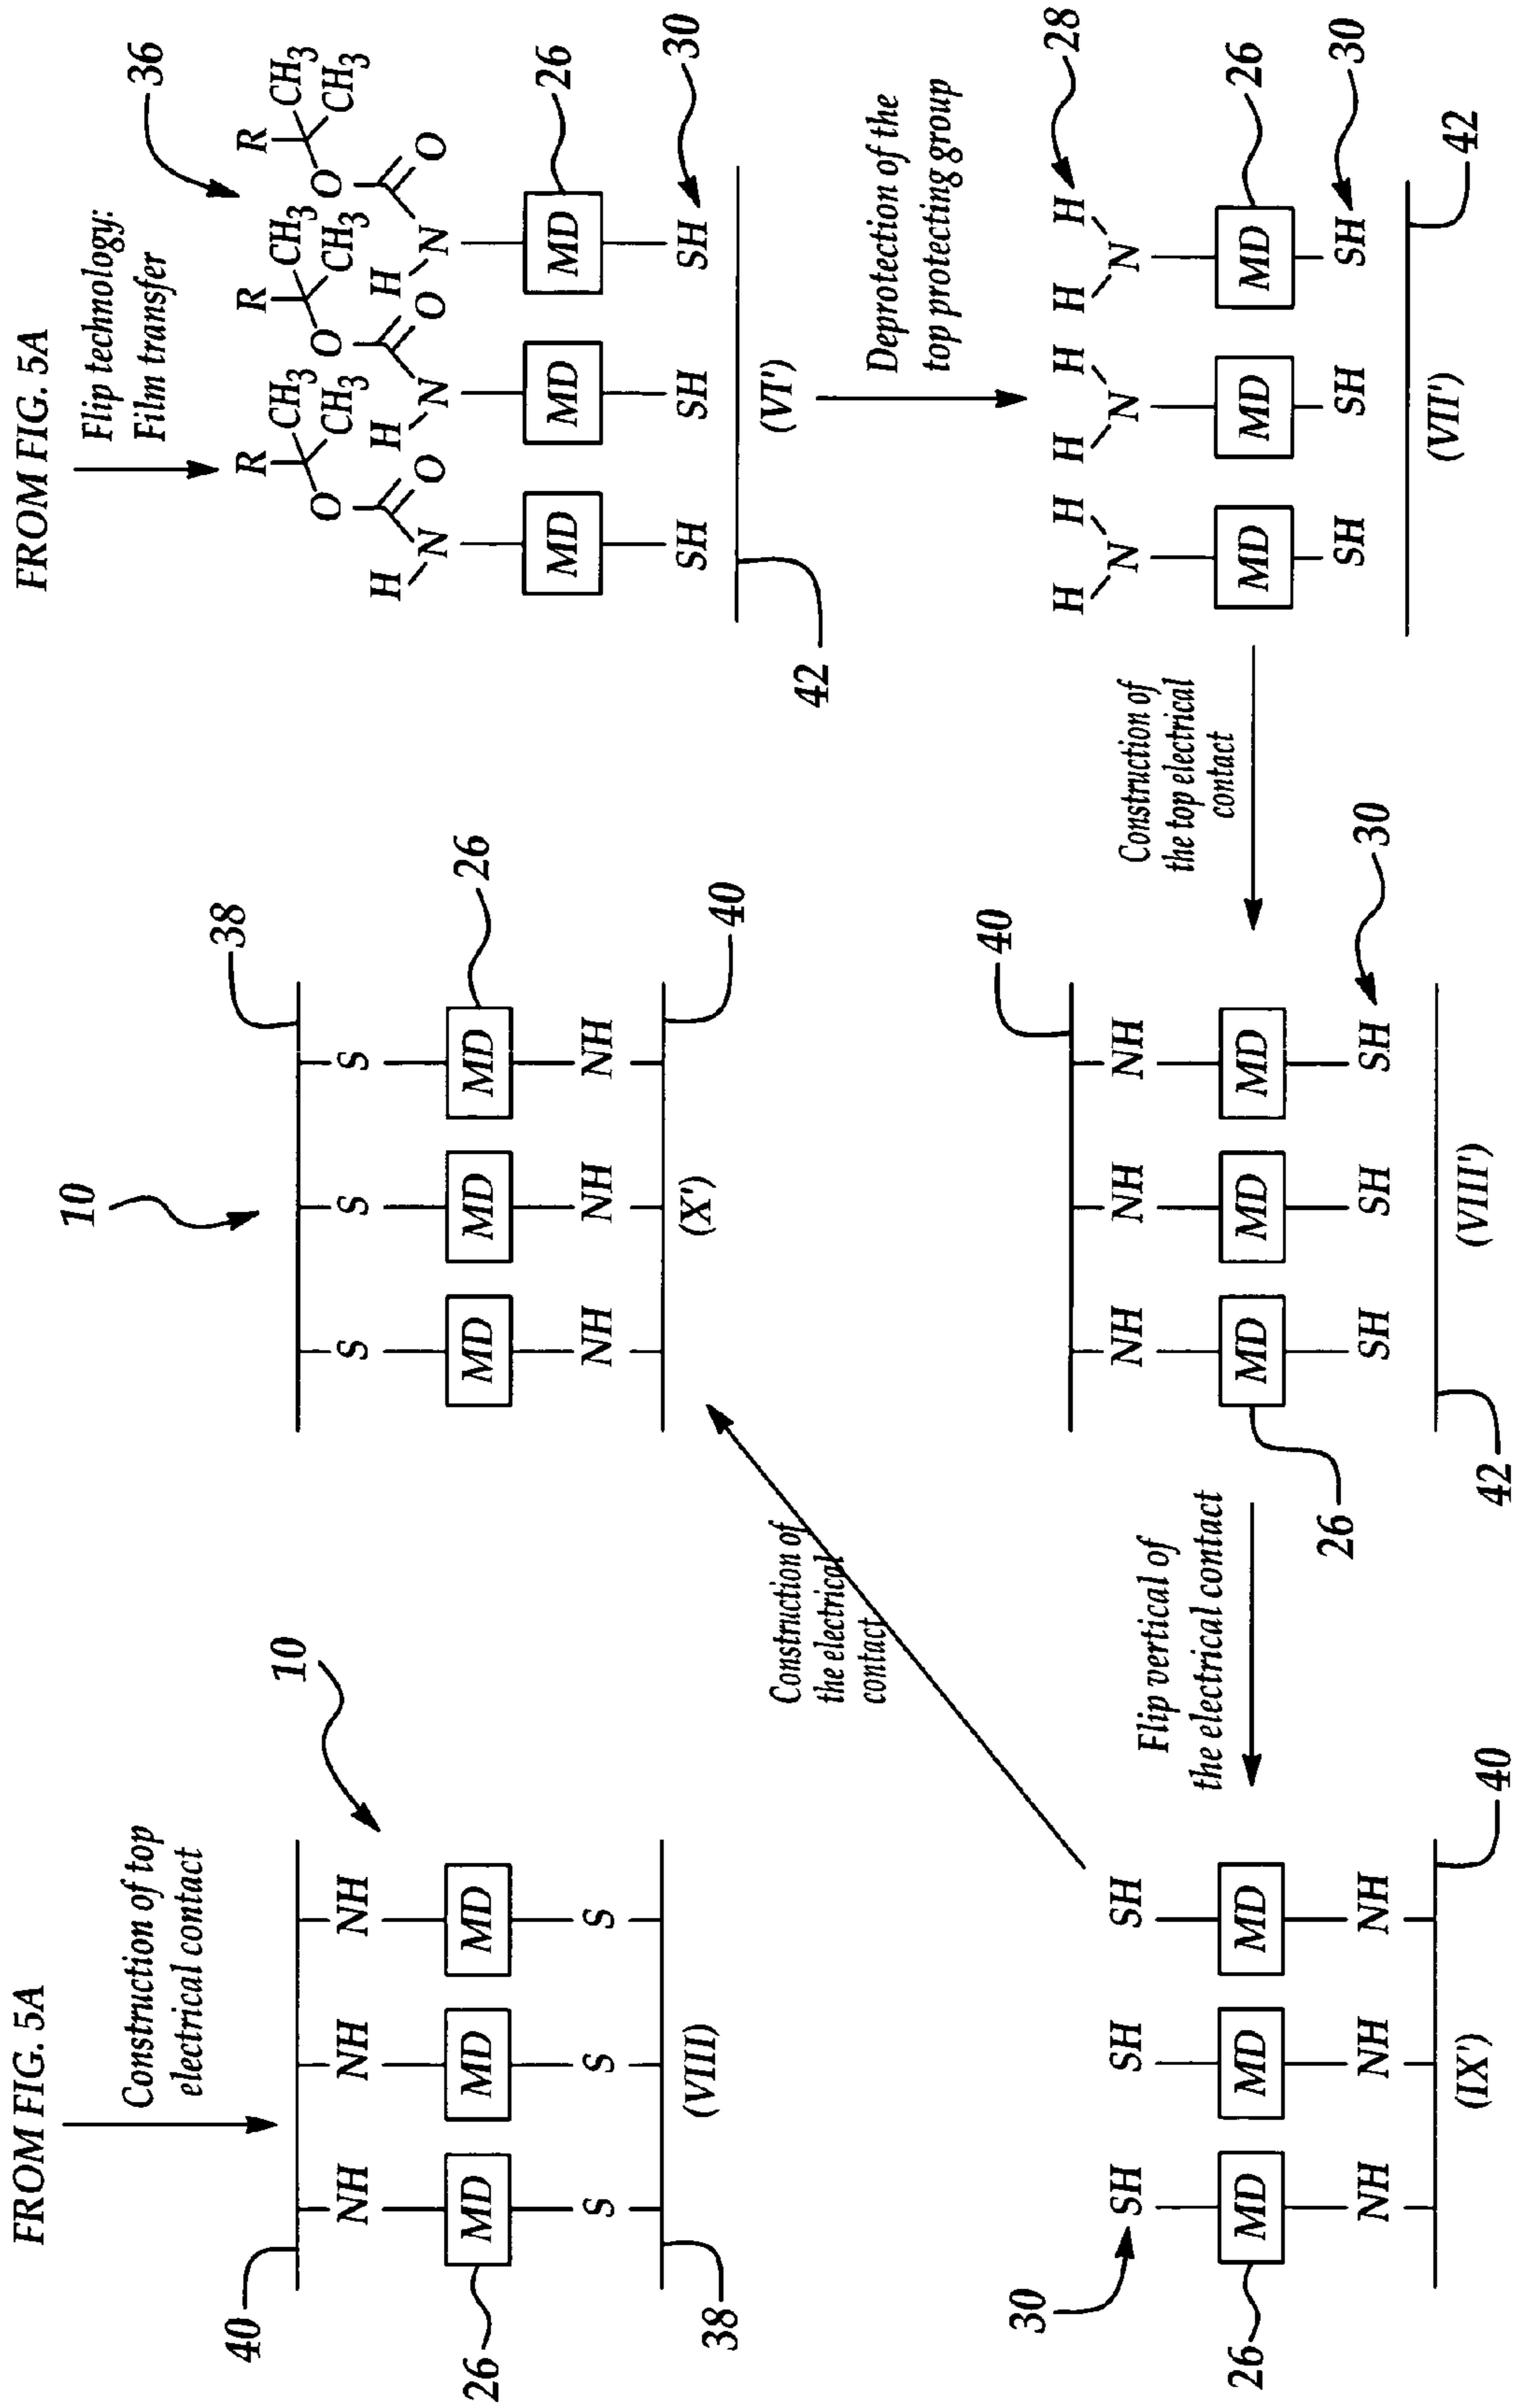 FROM FIG. 5A
Construction of top
electrical contact
10
40
NH NH NH
MD MD MD
26
S S S
38
(VIII)
10
38
S S S
MD MD MD
26
NH NH NH
40
(X')
FROM FIG. 5A
Flip technology:
Film transfer
36
R R R
CH3 CH3 CH3
O O O
CH3 CH3 CH3
H H H
O O O
N N N
MD MD MD
26
SH SH SH
30
42
(VI')
Deprotection of the
top protecting group
Construction of
the electrical
contact
30
SH SH SH
MD MD MD
26
NH NH NH
40
(IX')
Flip vertical of
the electrical contact
40
NH NH NH
MD MD MD
26
SH SH SH
30
42
(VIII')
Construction of
the top electrical
contact
H H H H H H
28
N N N
MD MD MD
26
SH SH SH
30
42
(VII')